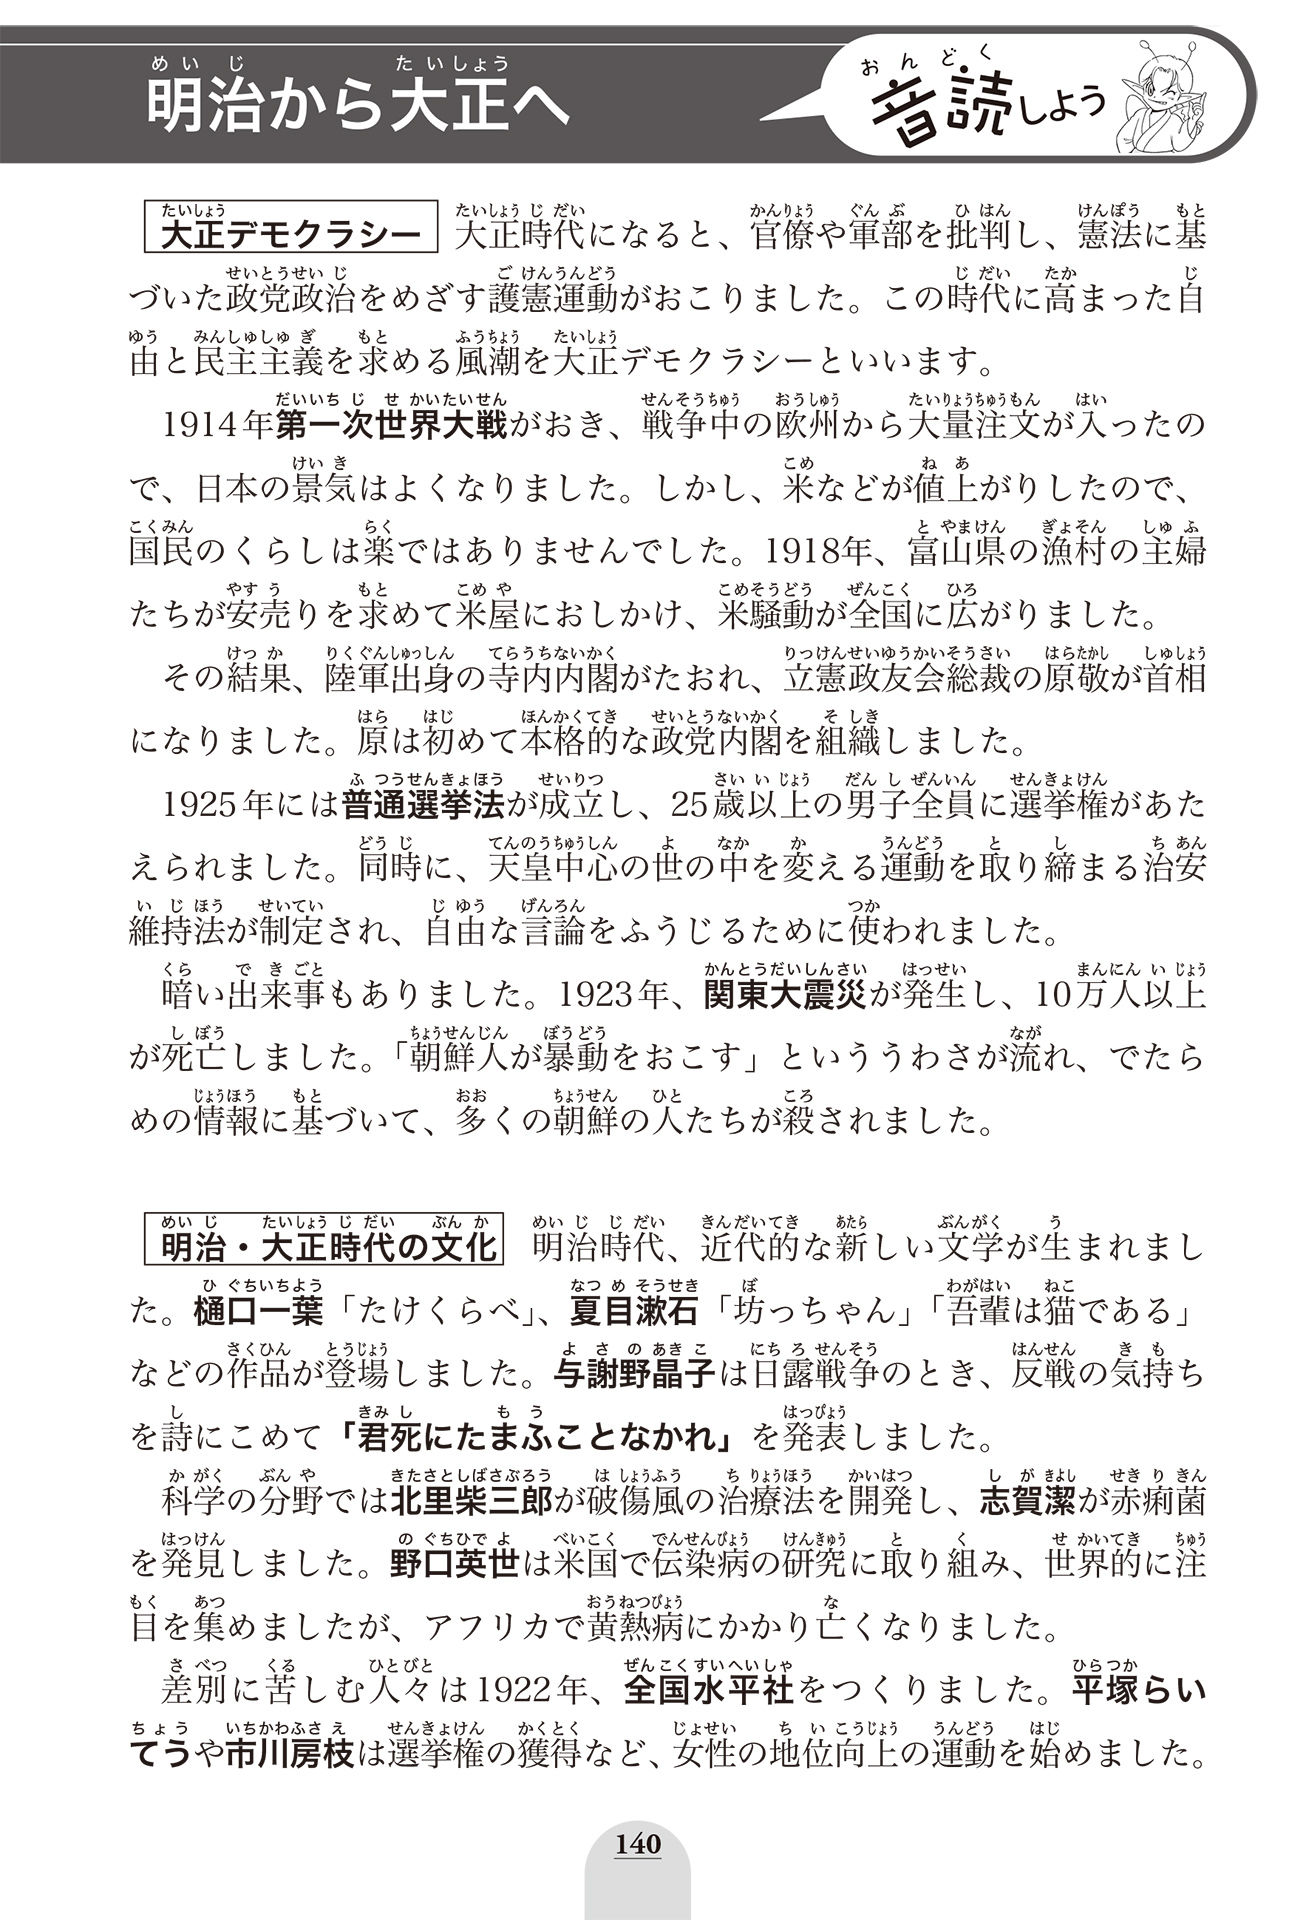 明治から大正へ
音読しよう
大正デモクラシー 大正時代になると、官僚や軍部を批判し、憲法に基
づいた政党政治をめざす護憲運動がおこりました。この時代に高まった自
由と民主主義を求める風潮を大正デモクラシーといいます。
1914年第一次世界大戦がおき、戦争中の欧州から大量注文が入ったの
で、日本の景気はよくなりました。しかし、米などが値上がりしたので、
国民のくらしは楽ではありませんでした。1918年、富山県の漁村の主婦
たちが安売りを求めて米屋におしかけ、米騒動が全国に広がりました。
その結果、陸軍出身の寺内内閣がたおれ、立憲政友会総裁の原敬が首相
になりました。原は初めて本格的な政党内閣を組織しました。
1925年には普通選挙法が成立し、25歳以上の男子全員に選挙権があた
えられました。同時に、天皇中心の世の中を変える運動を取り締まる治安
維持法が制定され、自由な言論をふうじるために使われました。
暗い出来事もありました。1923年、関東大震災が発生し、10万人以上
が死亡しました。「朝鮮人が暴動をおこす」といううわさが流れ、でたら
めの情報に基づいて、多くの朝鮮の人たちが殺されました。
明治・大正時代の文化 明治時代、近代的な新しい文学が生まれまし
た。樋口一葉「たけくらべ」、夏目漱石「坊っちゃん」「吾輩は猫である」
などの作品が登場しました。与謝野晶子は日露戦争のとき、反戦の気持ち
を詩にこめて「君死にたまふことなかれ」を発表しました。
科学の分野では北里柴三郎が破傷風の治療法を開発し、志賀潔が赤痢菌
を発見しました。野口英世は米国で伝染病の研究に取り組み、世界的に注
目を集めましたが、アフリカで黄熱病にかかり亡くなりました。
差別に苦しむ人々は1922年、全国水平社をつくりました。平塚らい
てうや市川房枝は選挙権の獲得など、女性の地位向上の運動を始めました。
140